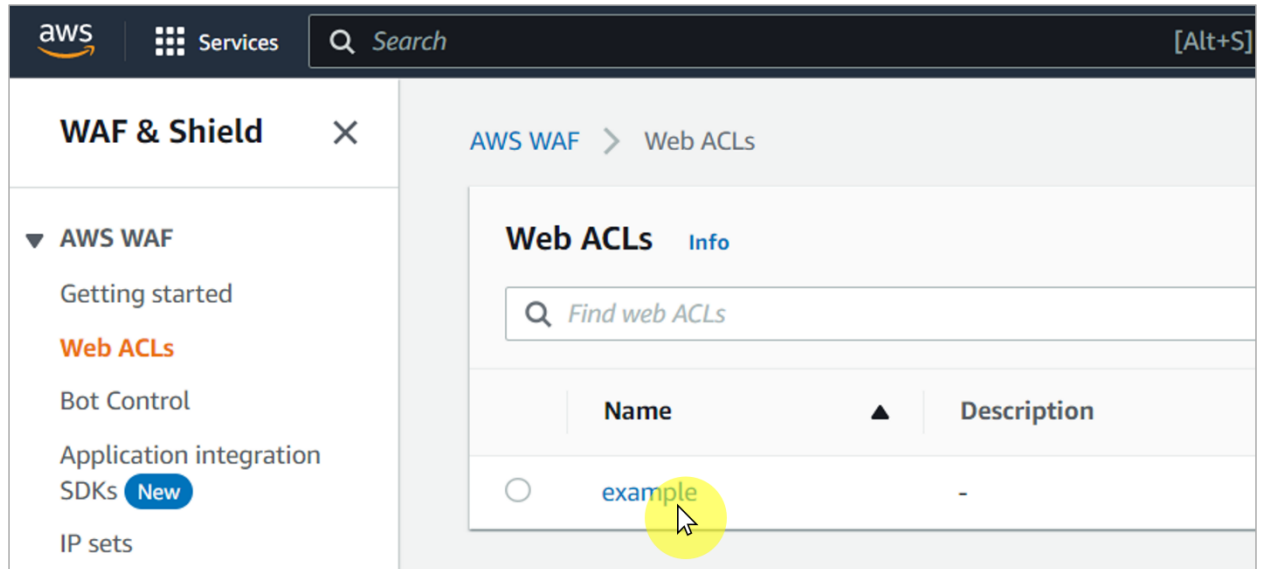 aws
Services
Search
[Alt+S]
WAF & Shield
AWS WAF
Getting started
Web ACLs
Bot Control
Application integration
SDKs New
IP sets
AWS WAF > Web ACLs
Web ACLs Info
Find web ACLs
Name Description
example -